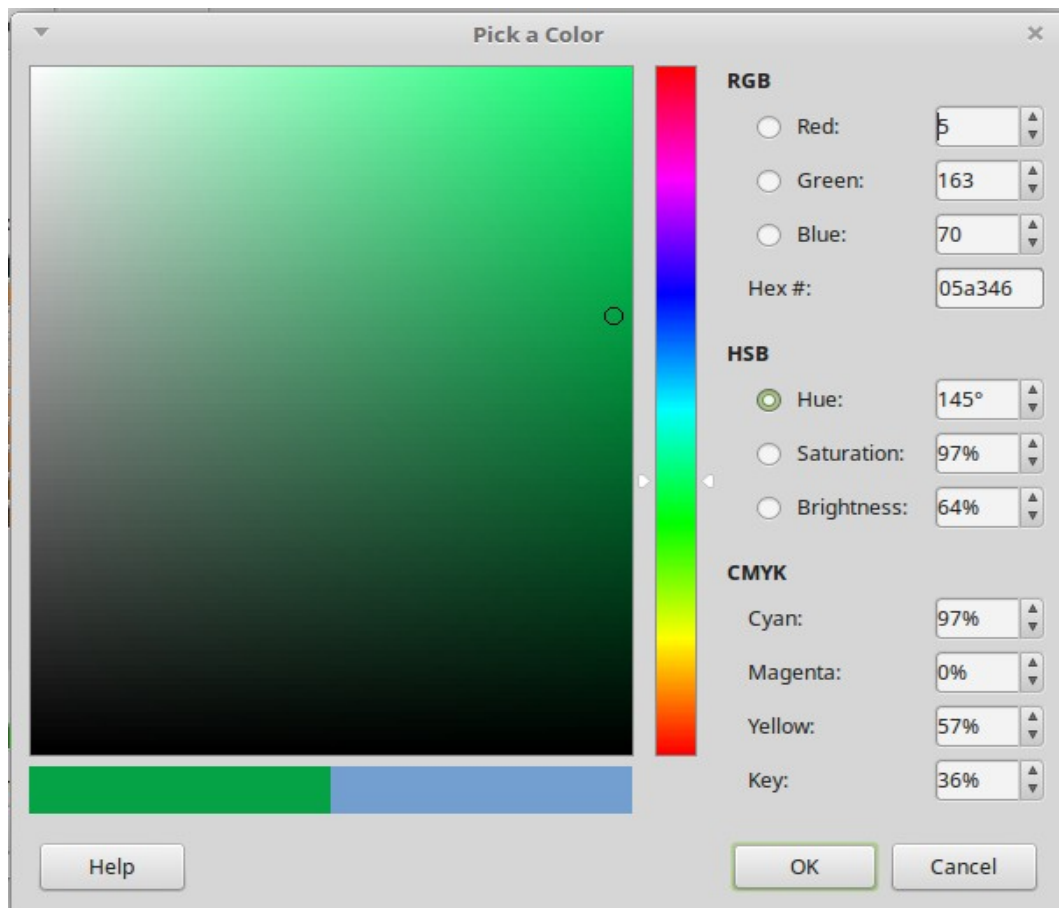 Pick a Color
RGB
Red: 5
Green: 163
Blue: 70
Hex #: 05a346
HSB
Hue: 145°
Saturation: 97%
Brightness: 64%
CMYK
Cyan: 97%
Magenta: 0%
Yellow: 57%
Key: 36%
Help OK Cancel